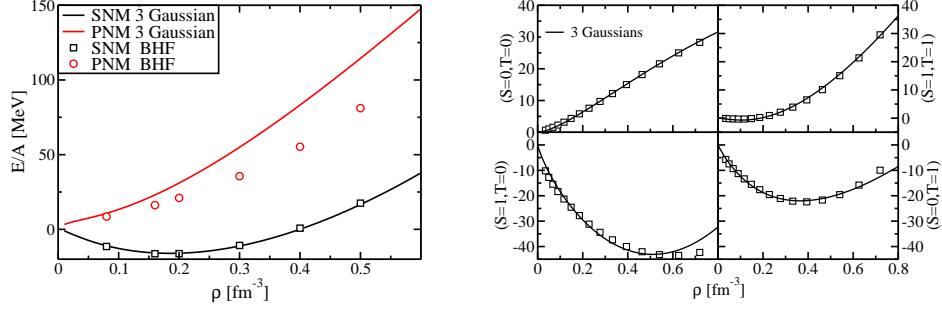 150
100
50
0
E/A [MeV]
SNM 3 Gaussian
PNM 3 Gaussian
SNM BHF
PNM BHF
0 0.1 0.2 0.3 0.4 0.5
ρ [fm⁻³]
40
30
20
10
0
(S=0,T=0)
3 Gaussians
40
30
20
10
0
(S=1,T=1)
0
-10
-20
-30
-40
(S=1,T=0)
0
-10
-20
-30
-40
(S=0,T=1)
0 0.2 0.4 0.6 0 0.2 0.4 0.6 0.8
ρ [fm⁻³]